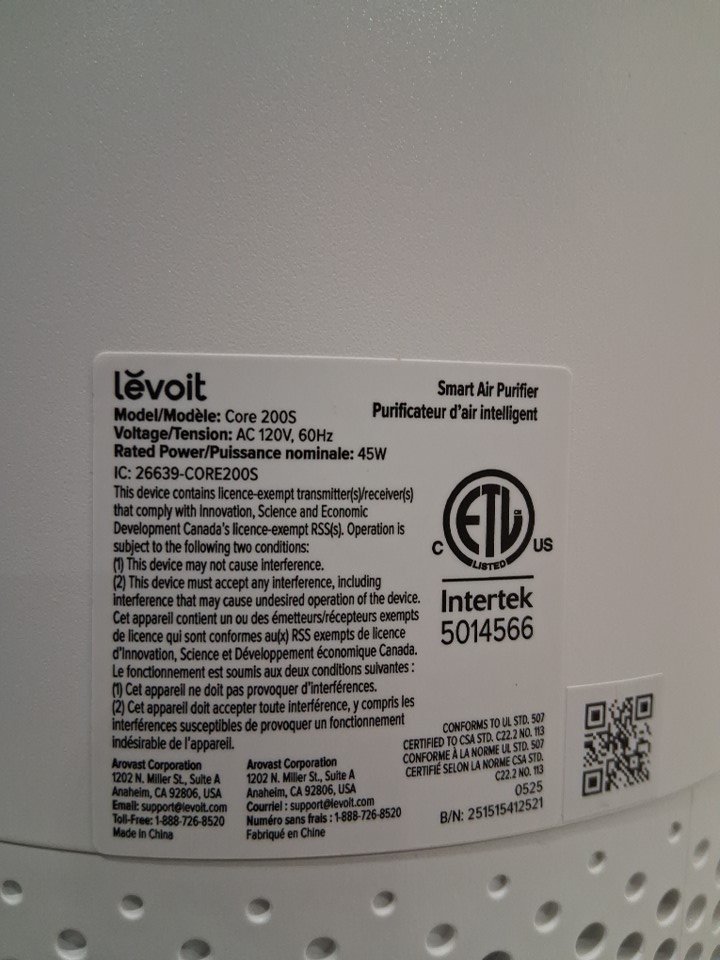 levoit
Smart Air Purifier
Purificateur d'air intelligent
Model/Modèle: Core 200S
Voltage/Tension: AC 120V, 60Hz
Rated Power/Puissance nominale: 45W
IC: 26639-CORE200S
This device contains licence-exempt transmitter(s)/receiver(s)
that comply with Innovation, Science and Economic
Development Canada's licence-exempt RSS(s). Operation is
subject to the following two conditions:
(1) This device may not cause interference.
(2) This device must accept any interference, including
interference that may cause undesired operation of the device.
Cet appareil contient un ou des émetteurs/récepteurs exempts
de licence qui sont conformes au(x) RSS exempts de licence
d'Innovation, Science et Développement économique Canada.
Le fonctionnement est soumis aux deux conditions suivantes :
(1) Cet appareil ne doit pas provoquer d'interférences.
(2) Cet appareil doit accepter toute interférence, y compris les
interférences susceptibles de provoquer un fonctionnement
indésirable de l'appareil.
ETL
C US
LISTED
Intertek
5014566
CONFORMS TO UL STD. 507
CERTIFIED TO CSA STD. C22.2 NO. 113
CONFORME À LA NORME UL STD. 507
CERTIFIÉ SELON LA NORME CSA STD.
C22.2 NO. 113
0525
B/N: 251515412521
Arovast Corporation
1202 N. Miller St., Suite A
Anaheim, CA 92806, USA
Email: support@levoit.com
Toll-Free: 1-888-726-8520
Made in China
Arovast Corporation
1202 N. Miller St., Suite A
Anaheim, CA 92806, USA
Courriel : support@levoit.com
Numéro sans frais : 1-888-726-8520
Fabriqué en Chine